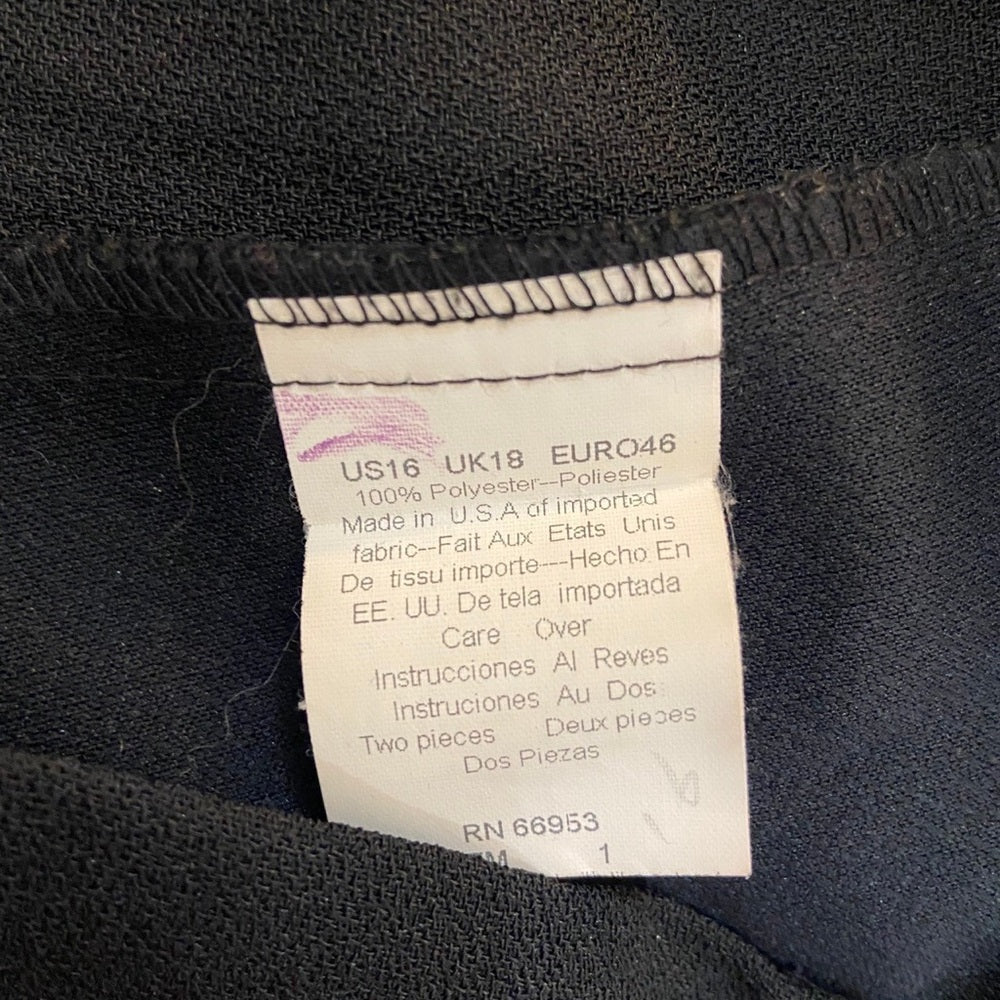 US16 UK18 EURO46
100% Polyester--Poliester
Made in U.S.A of imported
fabric--Fait Aux Etats Unis
De tissu importe---Hecho En
EE. UU. De tela importada
Care Over
Instrucciones Al Reves
Instruciones Au Dos
Two pieces Deux pieces
Dos Piezas
RN 66953
1